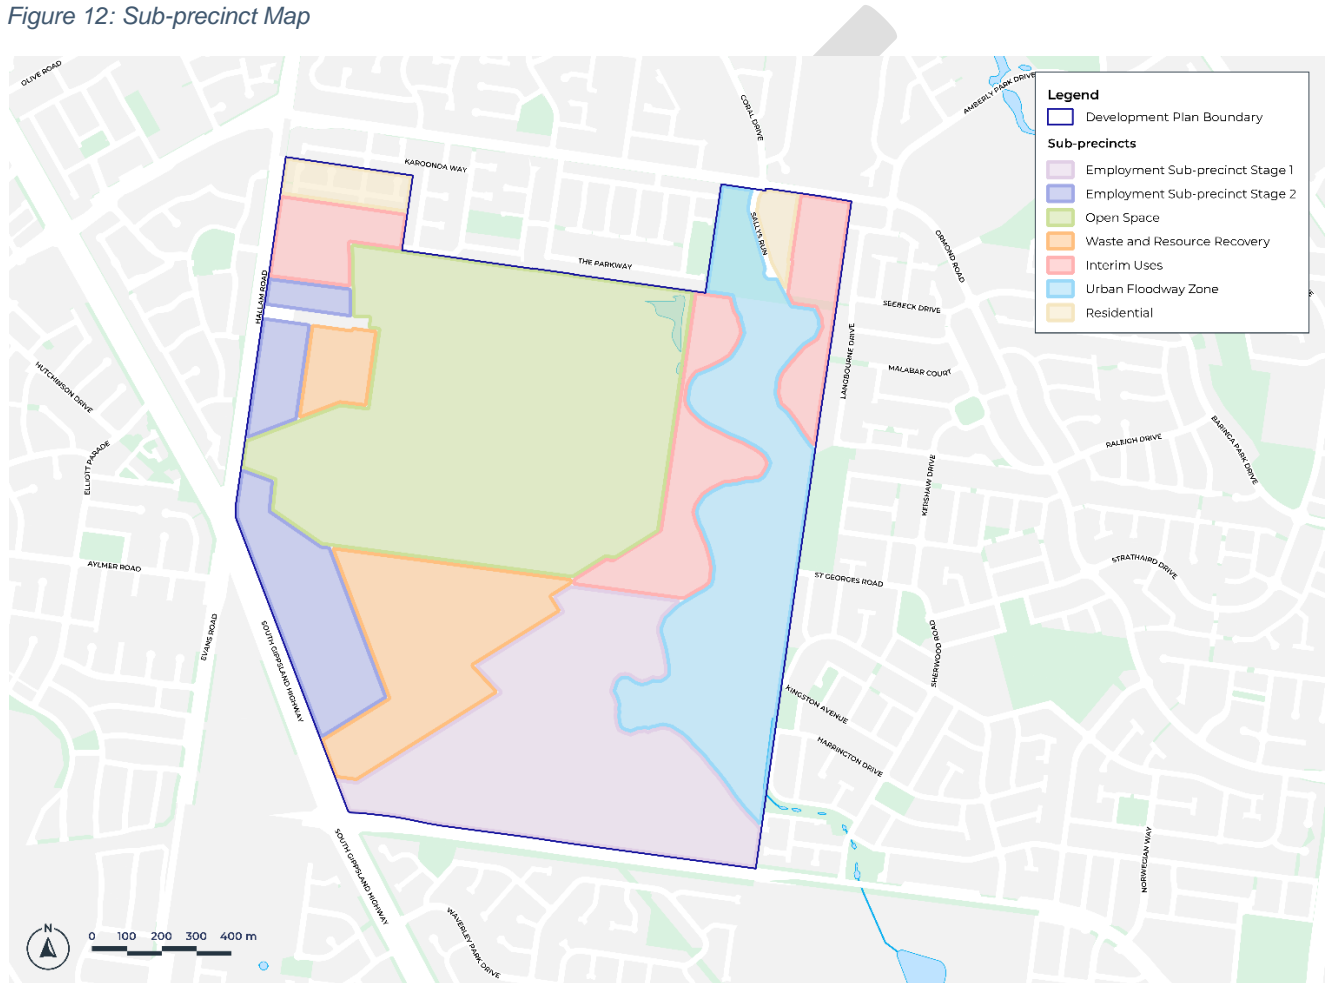 Figure 12: Sub-precinct Map
OLIVE ROAD
CORAL DRIVE
AMBERLY PARK DRIVE
Legend
Development Plan Boundary
Sub-precincts
Employment Sub-precinct Stage 1
Employment Sub-precinct Stage 2
Open Space
Waste and Resource Recovery
Interim Uses
Urban Floodway Zone
Residential
KAROONDA WAY
SALLYS RUN
ORMOND ROAD
THE PARKWAY
HALLAM ROAD
SEEBECK DRIVE
LANGBOURNE DRIVE
MALABAR COURT
HUTCHINSON DRIVE
BARINGA PARK DRIVE
RALEIGH DRIVE
ELLIOTT PARADE
KERSHAW DRIVE
AYLMER ROAD
STRATHAIRD DRIVE
ST GEORGES ROAD
EVANS ROAD
SOUTH GIPPSLAND HIGHWAY
SHERWOOD ROAD
KINGSTON AVENUE
HARRINGTON DRIVE
SOUTH GIPPSLAND HIGHWAY
NORWEGIAN WAY
WAVERLEY PARK DRIVE
N
0 100 200 300 400 m